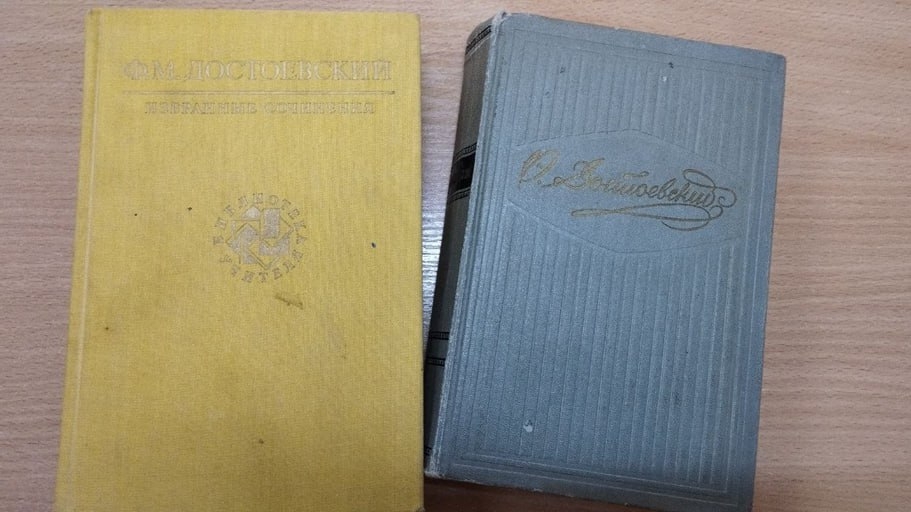 Ф.М. ДОСТОЕВСКИЙ
ИЗБРАННЫЕ СОЧИНЕНИЯ
БИБЛИОТЕКА УЧИТЕЛЯ
Ф. Достоевский